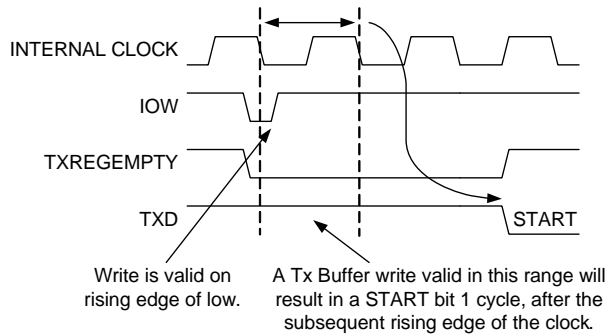 INTERNAL CLOCK
IOW
TXREGEMPTY
TXD
START
Write is valid on
rising edge of low.
A Tx Buffer write valid in this range will
result in a START bit 1 cycle, after the
subsequent rising edge of the clock.